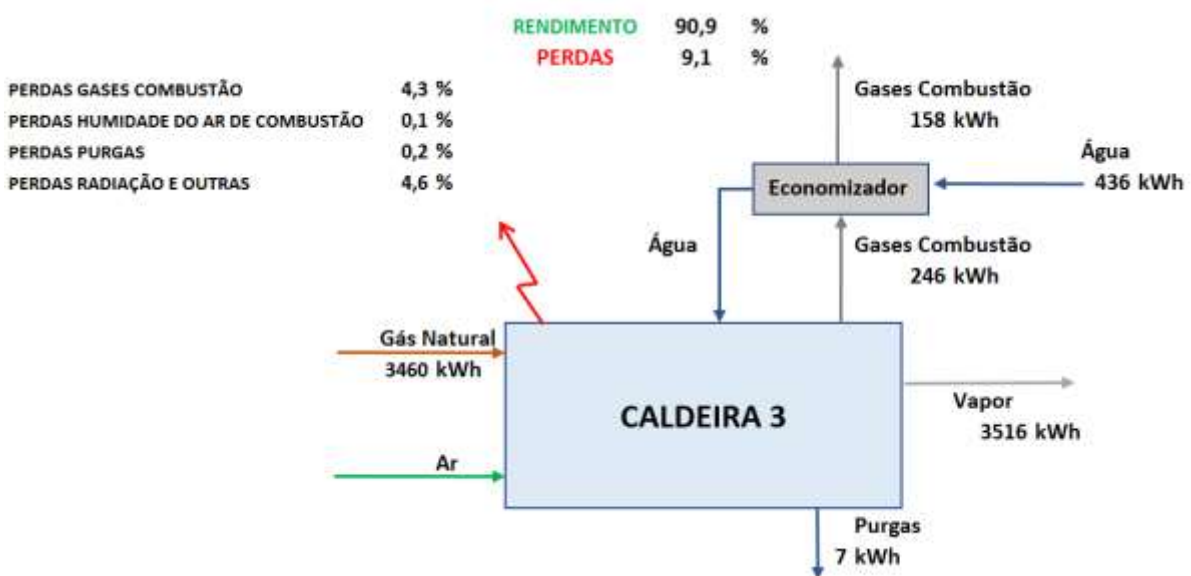 RENDIMENTO 90,9 %
PERDAS 9,1 %
PERDAS GASES COMBUSTÃO 4,3 %
PERDAS HUMIDADE DO AR DE COMBUSTÃO 0,1 %
PERDAS PURGAS 0,2 %
PERDAS RADIAÇÃO E OUTRAS 4,6 %
Gases Combustão
158 kWh
Água
436 kWh
Economizador
Água
Gases Combustão
246 kWh
Gás Natural
3460 kWh
CALDEIRA 3
Vapor
3516 kWh
Ar
Purgas
7 kWh